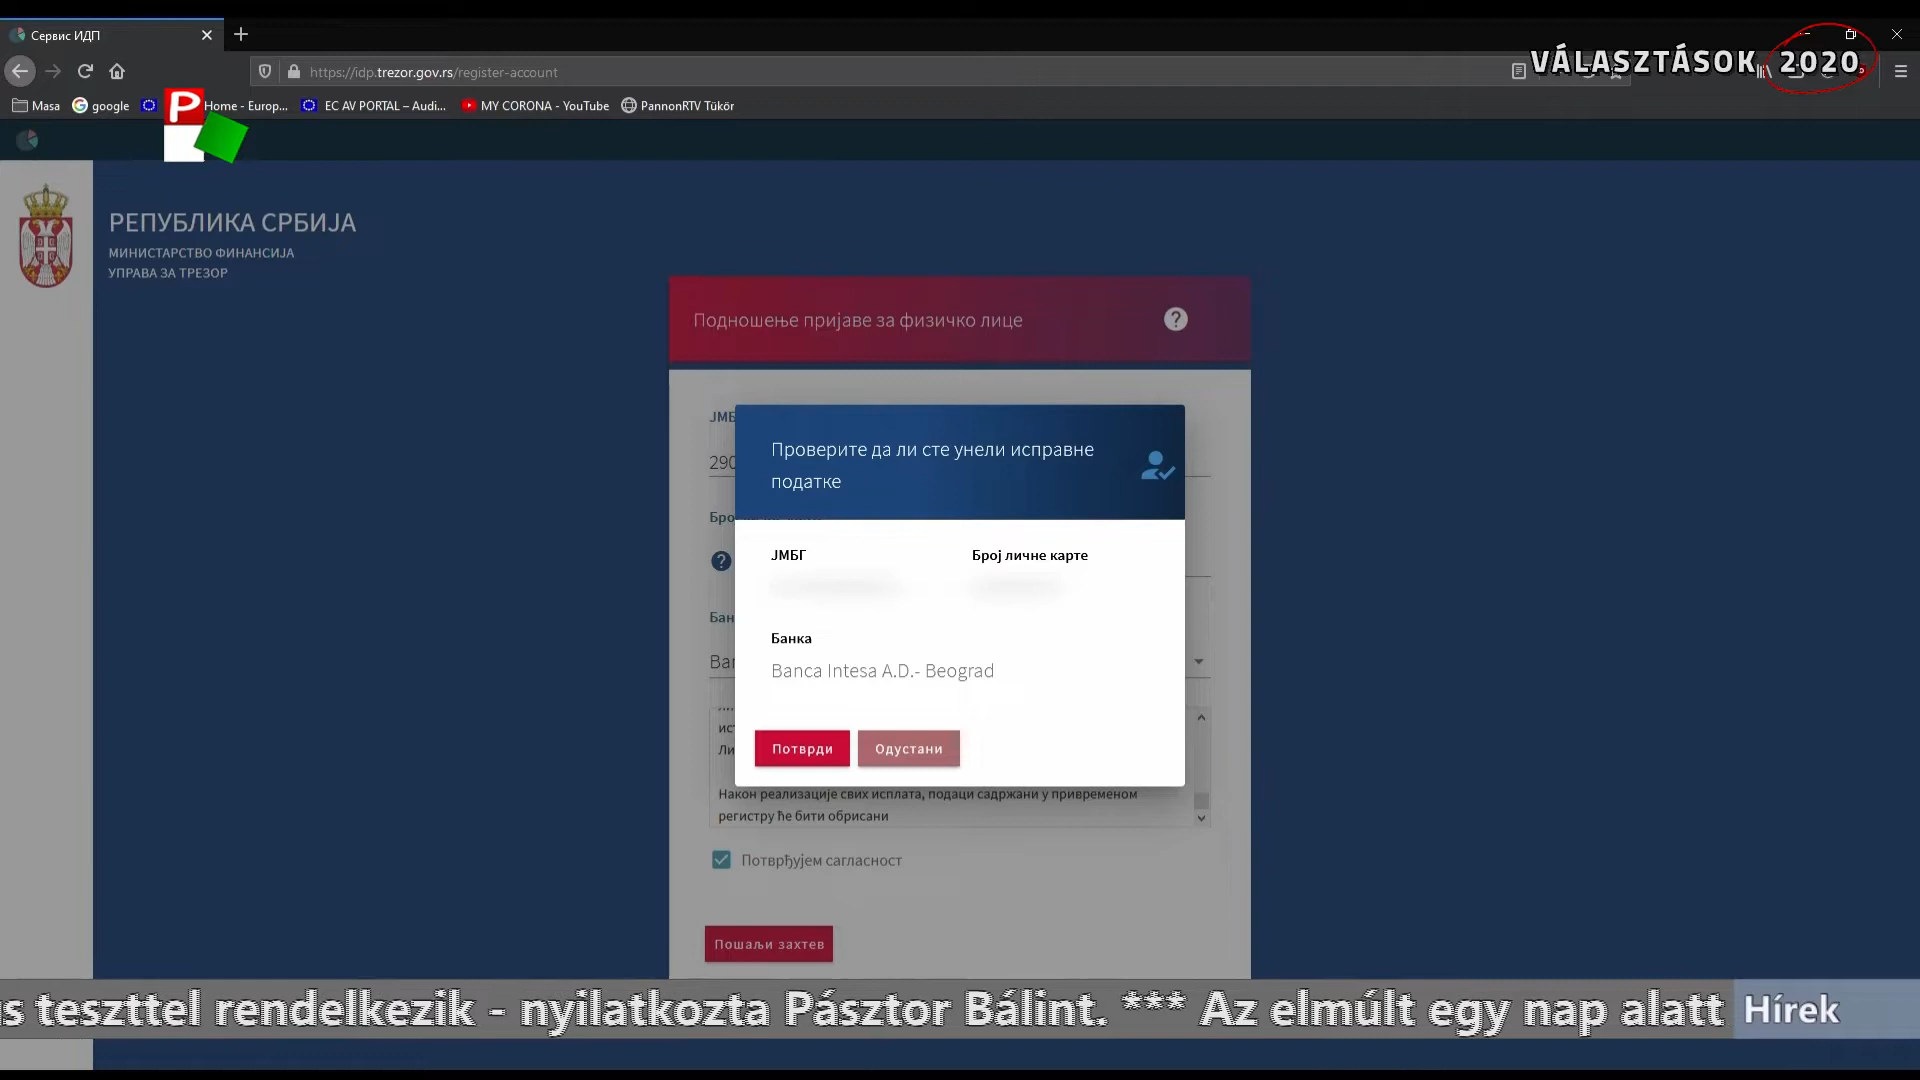 Сервис ИДП
VÁLASZTÁSOK 2020
https://idp.trezor.gov.rs/register-account
Masa
google
Home - Europ...
EC AV PORTAL – Audi...
MY CORONA - YouTube
PannonRTV Tükör
P
РЕПУБЛИКА СРБИЈА
МИНИСТАРСТВО ФИНАНСИЈА
УПРАВА ЗА ТРЕЗОР
Подношење пријаве за физичко лице
?
ЈМБ
290
Проверите да ли сте унели исправне
податке
Бро
?
ЈМБГ
Број личне карте
Бан
Банка
Banca Intesa A.D.- Beograd
Потврди
Одустани
Након реализације свих исплата, подаци садржани у привременом
регистру ће бити обрисани
Потврђујем сагласност
Пошаљи захтев
s teszttel rendelkezik - nyilatkozta Pásztor Bálint. *** Az elmúlt egy nap alatt
Hírek